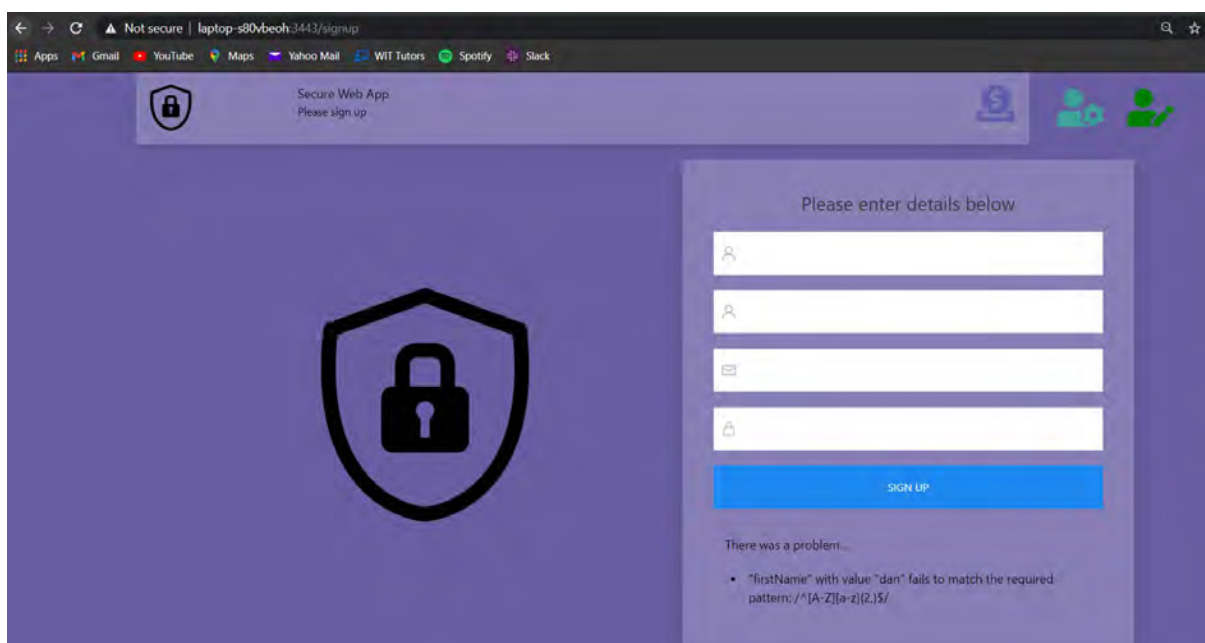 Not secure | laptop-s80vbeoh:3443/signup
Apps Gmail YouTube Maps Yahoo Mail WIT Tutors Spotify Slack
Secure Web App
Please sign up
Please enter details below
SIGN UP
There was a problem...
"firstName" with value "dan" fails to match the required
pattern: /^[A-Z][a-z]{2,}$/